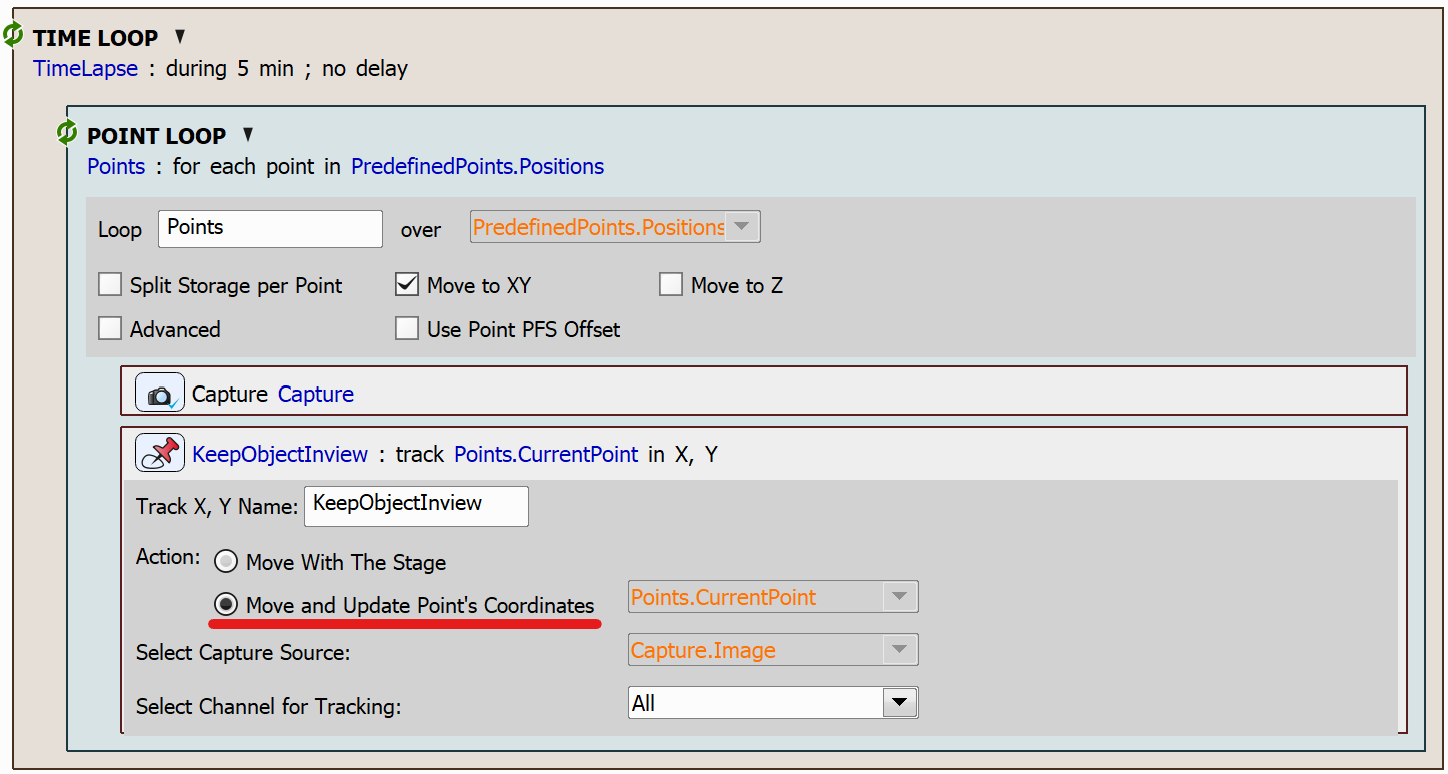 TIME LOOP
TimeLapse : during 5 min ; no delay
POINT LOOP
Points : for each point in PredefinedPoints.Positions
Loop Points over PredefinedPoints.Positions
Split Storage per Point Move to XY Move to Z
Advanced Use Point PFS Offset
Capture Capture
KeepObjectInview : track Points.CurrentPoint in X, Y
Track X, Y Name: KeepObjectInview
Action: Move With The Stage
Move and Update Point's Coordinates Points.CurrentPoint
Select Capture Source: Capture.Image
Select Channel for Tracking: All